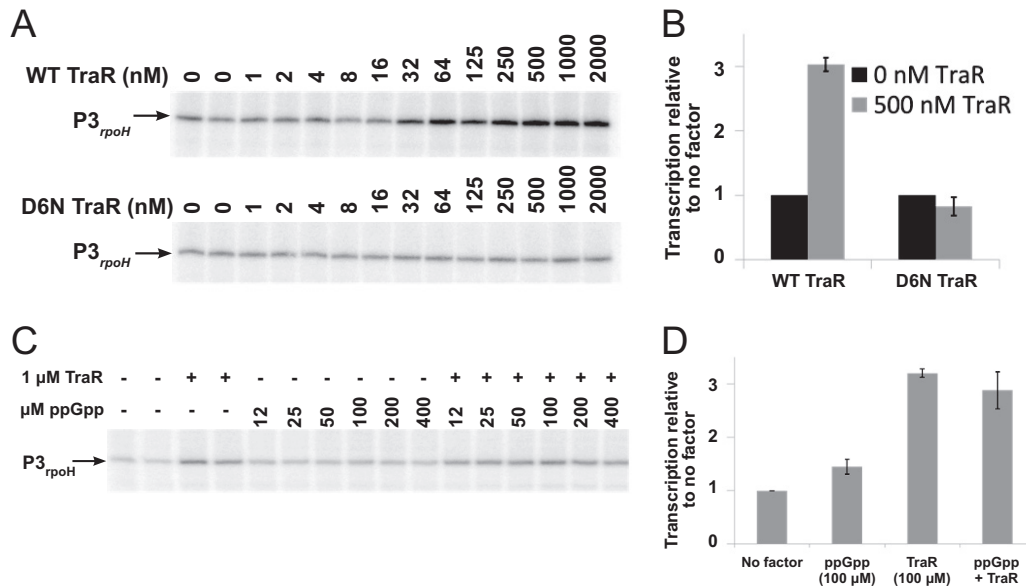 A
WT TraR (nM)
0 0 1 2 4 8 16 32 64 125 250 500 1000 2000
P3rpoH
D6N TraR (nM)
0 0 1 2 4 8 16 32 64 125 250 500 1000 2000
P3rpoH
B
Transcription relative
to no factor
3
1
0
0 nM TraR
500 nM TraR
WT TraR D6N TraR
C
1 µM TraR - - + + - - - - - - + + + + + +
µM ppGpp - - - - 12 25 50 100 200 400 12 25 50 100 200 400
P3rpoH
D
Transcription relative
to no factor
3
2
1
0
No factor ppGpp TraR ppGpp
(100 µM) (100 µM) + TraR